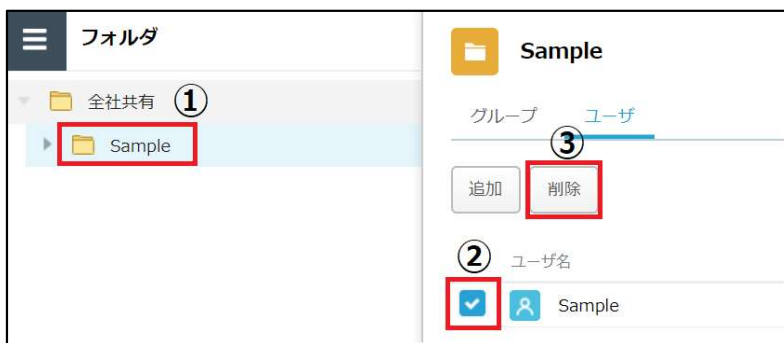 フォルダ
全社共有 ①
Sample
Sample
グループ ユーザ
③
追加 削除
② ユーザ名
Sample